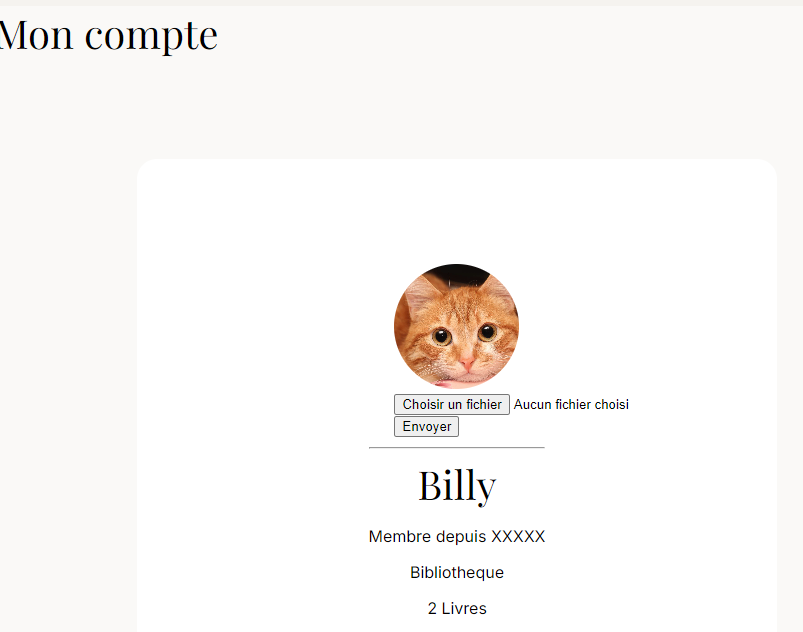 Mon compte
Choisir un fichier Aucun fichier choisi
Envoyer
Billy
Membre depuis XXXXX
Bibliotheque
2 Livres